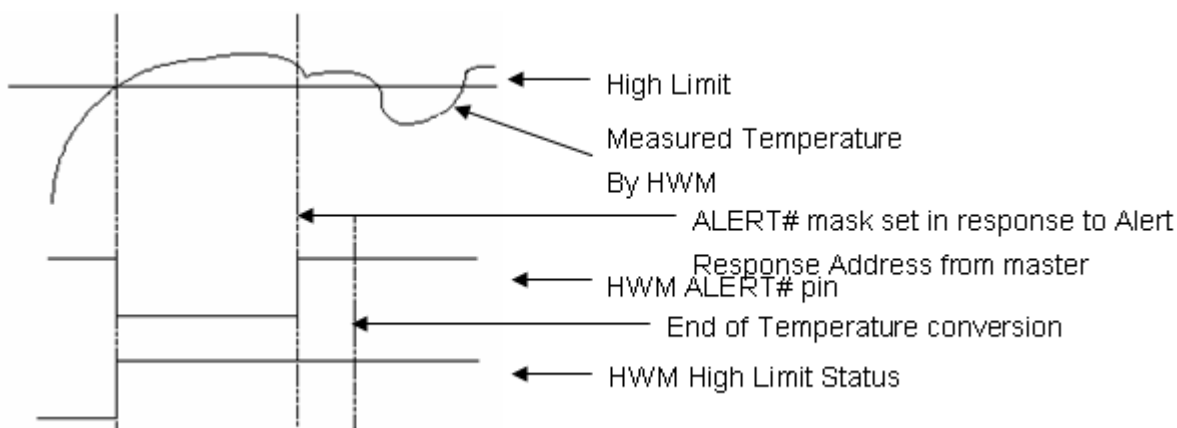 High Limit
Measured Temperature
By HWM
ALERT# mask set in response to Alert
Response Address from master
HWM ALERT# pin
End of Temperature conversion
HWM High Limit Status